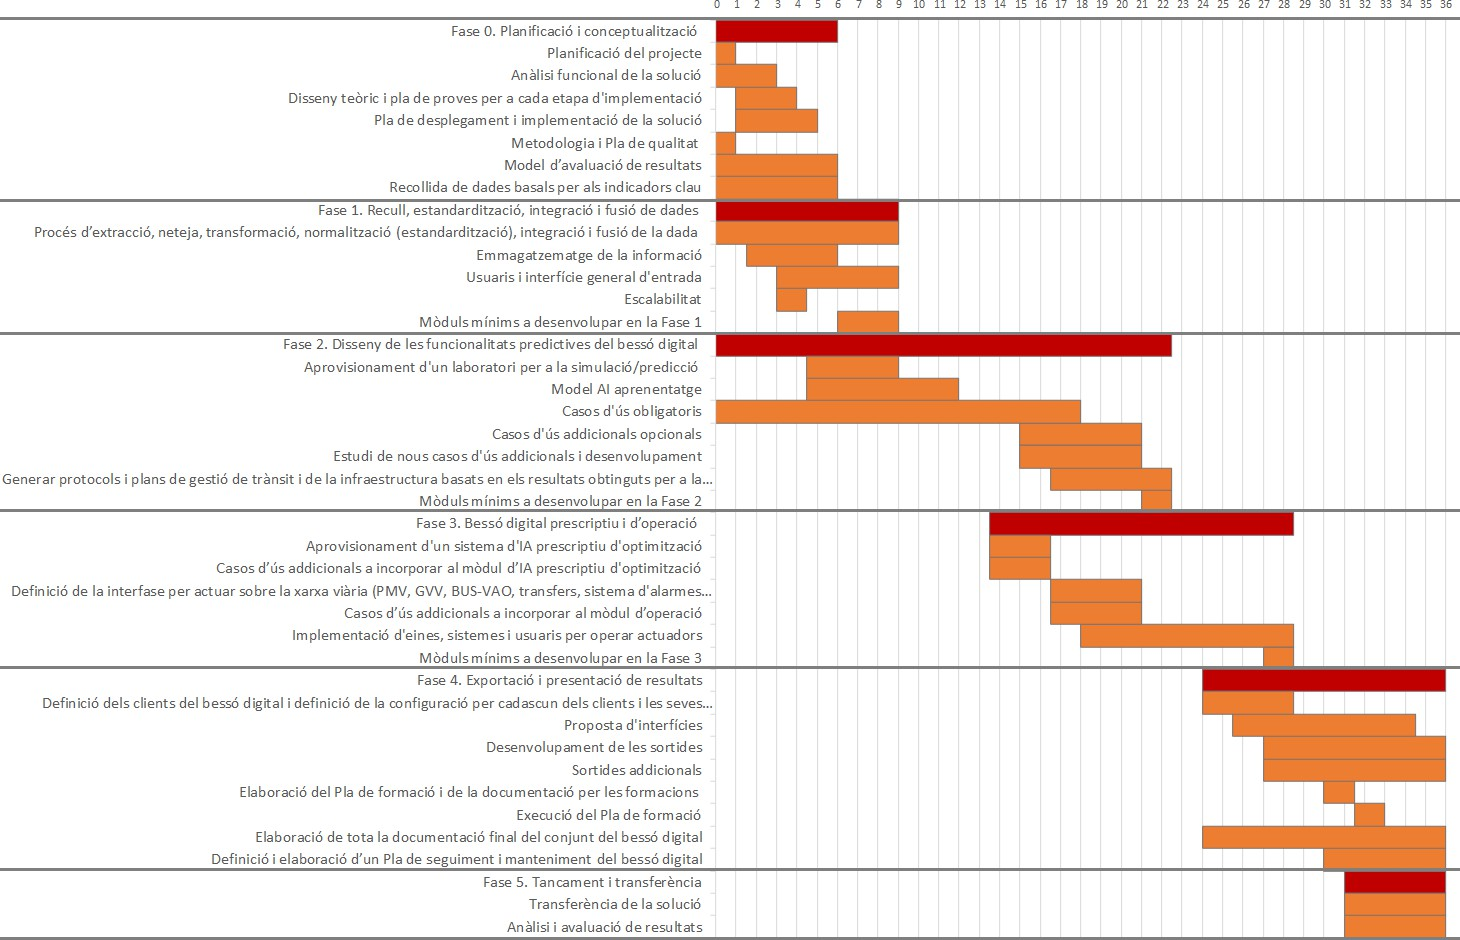 0 1 2 3 4 5 6 7 8 9 10 11 12 13 14 15 16 17 18 19 20 21 22 23 24 25 26 27 28 29 30 31 32 33 34 35 36
Fase 0. Planificació i conceptualització
Planificació del projecte
Anàlisi funcional de la solució
Disseny teòric i pla de proves per a cada etapa d'implementació
Pla de desplegament i implementació de la solució
Metodologia i Pla de qualitat
Model d’avaluació de resultats
Recollida de dades basals per als indicadors clau
Fase 1. Recull, estandardització, integració i fusió de dades
Procés d’extracció, neteja, transformació, normalització (estandardització), integració i fusió de la dada
Emmagatzematge de la informació
Usuaris i interfície general d'entrada
Escalabilitat
Mòduls mínims a desenvolupar en la Fase 1
Fase 2. Disseny de les funcionalitats predictives del bessó digital
Aprovisionament d'un laboratori per a la simulació/predicció
Model AI aprenentatge
Casos d'ús obligatoris
Casos d'ús addicionals opcionals
Estudi de nous casos d'ús addicionals i desenvolupament
Generar protocols i plans de gestió de trànsit i de la infraestructura basats en els resultats obtinguts per a la...
Mòduls mínims a desenvolupar en la Fase 2
Fase 3. Bessó digital prescriptiu i d’operació
Aprovisionament d'un sistema d'IA prescriptiu d'optimització
Casos d’ús addicionals a incorporar al mòdul d’IA prescriptiu d'optimització
Definició de la interfase per actuar sobre la xarxa viària (PMV, GVV, BUS-VAO, transfers, sistema d'alarmes...
Casos d’ús addicionals a incorporar al mòdul d’operació
Implementació d'eines, sistemes i usuaris per operar actuadors
Mòduls mínims a desenvolupar en la Fase 3
Fase 4. Exportació i presentació de resultats
Definició dels clients del bessó digital i definició de la configuració per cadascun dels clients i les seves...
Proposta d'interfícies
Desenvolupament de les sortides
Sortides addicionals
Elaboració del Pla de formació i de la documentació per les formacions
Execució del Pla de formació
Elaboració de tota la documentació final del conjunt del bessó digital
Definició i elaboració d’un Pla de seguiment i manteniment del bessó digital
Fase 5. Tancament i transferència
Transferència de la solució
Anàlisi i avaluació de resultats